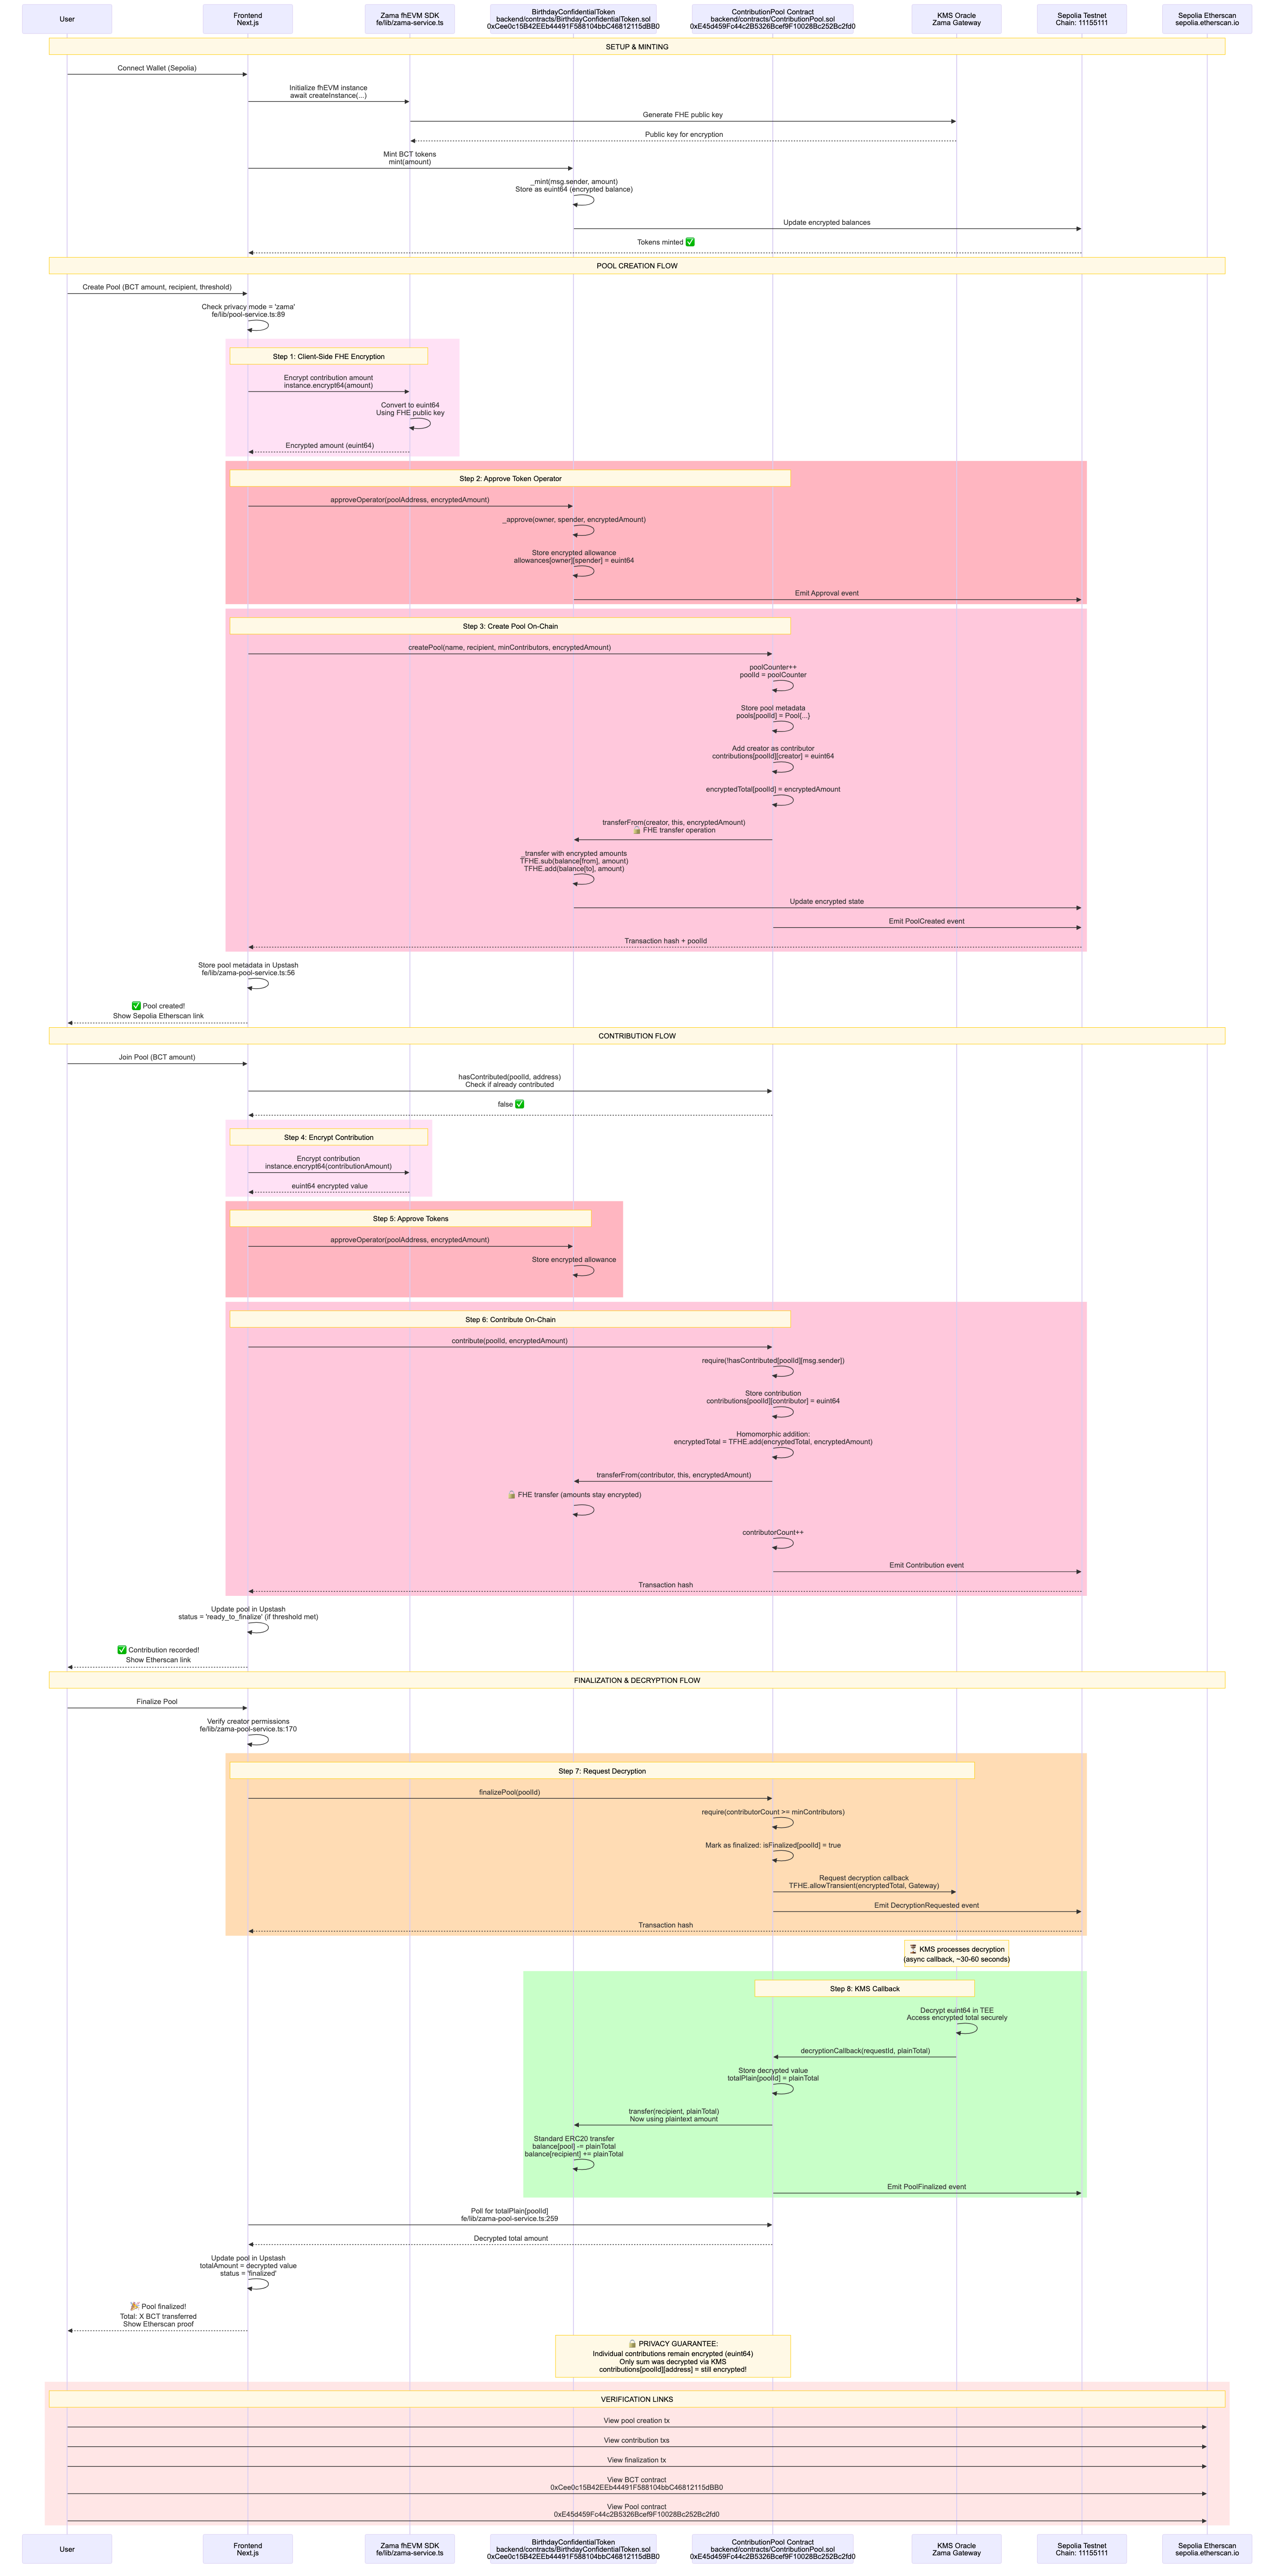 User
Frontend
Next.js
Zama fhEVM SDK
fe/lib/zama-service.ts
BirthdayConfidentialToken
backend/contracts/BirthdayConfidentialToken.sol
0xCee0c15B42EEb44491F588104bbC46812115dBB0
ContributionPool Contract
backend/contracts/ContributionPool.sol
0xE45d459Fc44c2B5326Bcef9F10028Bc252Bc2fd0
KMS Oracle
Zama Gateway
Sepolia Testnet
Chain: 11155111
Sepolia Etherscan
sepolia.etherscan.io
SETUP & MINTING
Connect Wallet (Sepolia)
Initialize fhEVM instance
await createInstance(...)
Generate FHE public key
Public key for encryption
Mint BCT tokens
mint(amount)
_mint(msg.sender, amount)
Store as euint64 (encrypted balance)
Update encrypted balances
Tokens minted ✅
POOL CREATION FLOW
Create Pool (BCT amount, recipient, threshold)
Check privacy mode = 'zama'
fe/lib/pool-service.ts:89
Step 1: Client-Side FHE Encryption
Encrypt contribution amount
instance.encrypt64(amount)
Convert to euint64
Using FHE public key
Encrypted amount (euint64)
Step 2: Approve Token Operator
approveOperator(poolAddress, encryptedAmount)
_approve(owner, spender, encryptedAmount)
Store encrypted allowance
allowances[owner][spender] = euint64
Emit Approval event
Step 3: Create Pool On-Chain
createPool(name, recipient, minContributors, encryptedAmount)
poolCounter++
poolId = poolCounter
Store pool metadata
pools[poolId] = Pool{...}
Add creator as contributor
contributions[poolId][creator] = euint64
encryptedTotal[poolId] = encryptedAmount
transferFrom(creator, this, encryptedAmount)
🔒 FHE transfer operation
_transfer with encrypted amounts
TFHE.sub(balance[from], amount)
TFHE.add(balance[to], amount)
Update encrypted state
Emit PoolCreated event
Transaction hash + poolId
Store pool metadata in Upstash
fe/lib/zama-pool-service.ts:56
✅ Pool created!
Show Sepolia Etherscan link
CONTRIBUTION FLOW
Join Pool (BCT amount)
hasContributed(poolId, address)
Check if already contributed
false ✅
Step 4: Encrypt Contribution
Encrypt contribution
instance.encrypt64(contributionAmount)
euint64 encrypted value
Step 5: Approve Tokens
approveOperator(poolAddress, encryptedAmount)
Store encrypted allowance
Step 6: Contribute On-Chain
contribute(poolId, encryptedAmount)
require(!hasContributed[poolId][msg.sender])
Store contribution
contributions[poolId][contributor] = euint64
Homomorphic addition:
encryptedTotal = TFHE.add(encryptedTotal, encryptedAmount)
transferFrom(contributor, this, encryptedAmount)
🔒 FHE transfer (amounts stay encrypted)
contributorCount++
Emit Contribution event
Transaction hash
Update pool in Upstash
status = 'ready_to_finalize' (if threshold met)
✅ Contribution recorded!
Show Etherscan link
FINALIZATION & DECRYPTION FLOW
Finalize Pool
Verify creator permissions
fe/lib/zama-pool-service.ts:170
Step 7: Request Decryption
finalizePool(poolId)
require(contributorCount >= minContributors)
Mark as finalized: isFinalized[poolId] = true
Request decryption callback
TFHE.allowTransient(encryptedTotal, Gateway)
Emit DecryptionRequested event
Transaction hash
⏳ KMS processes decryption
(async callback, ~30-60 seconds)
Step 8: KMS Callback
Decrypt euint64 in TEE
Access encrypted total securely
decryptionCallback(requestId, plainTotal)
Store decrypted value
totalPlain[poolId] = plainTotal
transfer(recipient, plainTotal)
Now using plaintext amount
Standard ERC20 transfer
balance[pool] -= plainTotal
balance[recipient] += plainTotal
Emit PoolFinalized event
Poll for totalPlain[poolId]
fe/lib/zama-pool-service.ts:259
Decrypted total amount
Update pool in Upstash
totalAmount = decrypted value
status = 'finalized'
🎉 Pool finalized!
Total: X BCT transferred
Show Etherscan proof
🔒 PRIVACY GUARANTEE:
Individual contributions remain encrypted (euint64)
Only sum was decrypted via KMS
contributions[poolId][address] = still encrypted!
VERIFICATION LINKS
View pool creation tx
View contribution txs
View finalization tx
View BCT contract
0xCee0c15B42EEb44491F588104bbC46812115dBB0
View Pool contract
0xE45d459Fc44c2B5326Bcef9F10028Bc252Bc2fd0
User
Frontend
Next.js
Zama fhEVM SDK
fe/lib/zama-service.ts
BirthdayConfidentialToken
backend/contracts/BirthdayConfidentialToken.sol
0xCee0c15B42EEb44491F588104bbC46812115dBB0
ContributionPool Contract
backend/contracts/ContributionPool.sol
0xE45d459Fc44c2B5326Bcef9F10028Bc252Bc2fd0
KMS Oracle
Zama Gateway
Sepolia Testnet
Chain: 11155111
Sepolia Etherscan
sepolia.etherscan.io